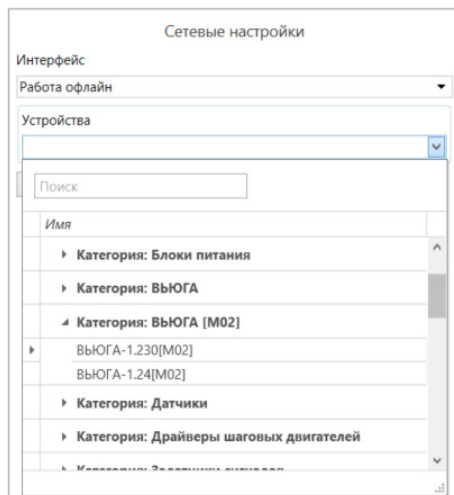 Сетевые настройки
Интерфейс
Работа офлайн
Устройства
Поиск
Имя
Категория: Блоки питания
Категория: ВЬЮГА
Категория: ВЬЮГА [M02]
ВЬЮГА-1.230[M02]
ВЬЮГА-1.24[M02]
Категория: Датчики
Категория: Драйверы шаговых двигателей